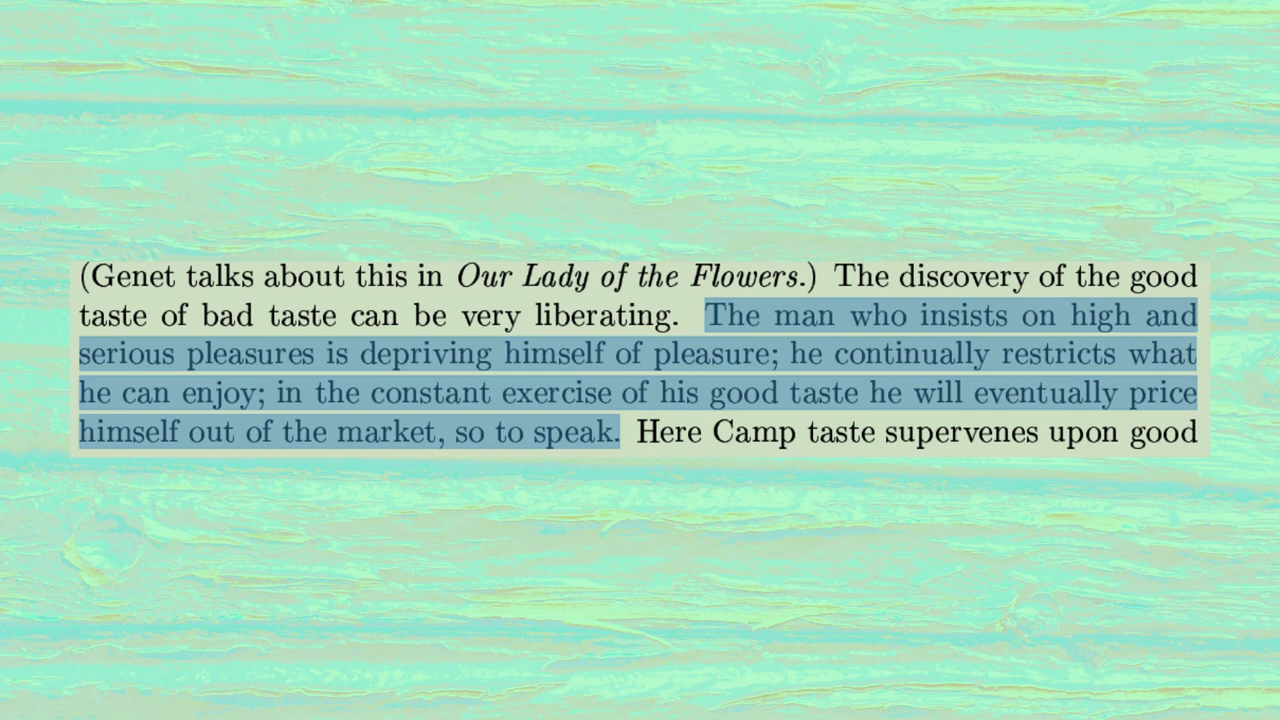 (Genet talks about this in Our Lady of the Flowers.) The discovery of the good
taste of bad taste can be very liberating. The man who insists on high and
serious pleasures is depriving himself of pleasure; he continually restricts what
he can enjoy; in the constant exercise of his good taste he will eventually price
himself out of the market, so to speak. Here Camp taste supervenes upon good